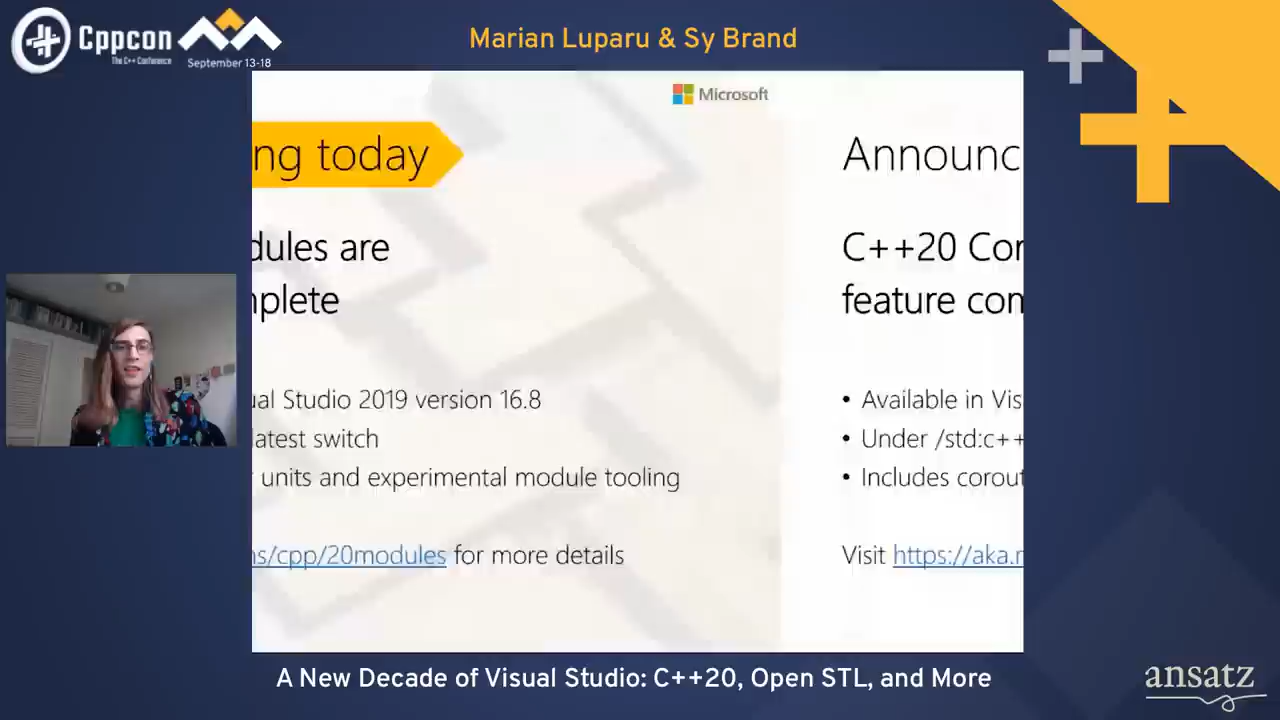 Cppcon
The C++ Conference
September 13-18
Marian Luparu & Sy Brand
Microsoft
ng today
dules are
nplete
ual Studio 2019 version 16.8
latest switch
units and experimental module tooling
ns/cpp/20modules for more details
Announc
C++20 Cor
feature con
• Available in Vis
• Under /std:c++
• Includes corout
Visit https://aka.r
A New Decade of Visual Studio: C++20, Open STL, and More
ansatz